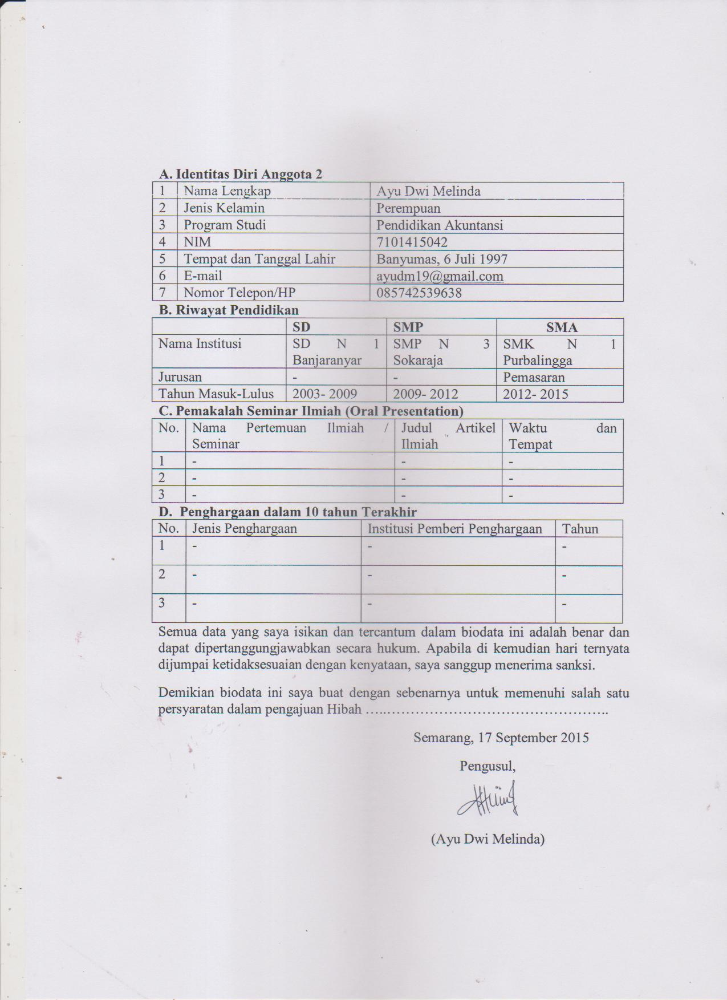 A. Identitas Diri Anggota 2
1 Nama Lengkap Ayu Dwi Melinda
2 Jenis Kelamin Perempuan
3 Program Studi Pendidikan Akuntansi
4 NIM 7101415042
5 Tempat dan Tanggal Lahir Banyumas, 6 Juli 1997
6 E-mail ayudm19@gmail.com
7 Nomor Telepon/HP 085742539638
B. Riwayat Pendidikan
SD SMP SMA
Nama Institusi SD N 1 SMP N 3 SMK N 1
Banjaranyar Sokaraja Purbalingga
Jurusan - - Pemasaran
Tahun Masuk-Lulus 2003- 2009 2009- 2012 2012- 2015
C. Pemakalah Seminar Ilmiah (Oral Presentation)
No. Nama Pertemuan Ilmiah / Judul Artikel Waktu dan
Seminar Ilmiah Tempat
1 - - -
2 - - -
3 - - -
D. Penghargaan dalam 10 tahun Terakhir
No. Jenis Penghargaan Institusi Pemberi Penghargaan Tahun
1 - - -
2 - - -
3 - - -
Semua data yang saya isikan dan tercantum dalam biodata ini adalah benar dan
dapat dipertanggungjawabkan secara hukum. Apabila di kemudian hari ternyata
dijumpai ketidaksesuaian dengan kenyataan, saya sanggup menerima sanksi.
Demikian biodata ini saya buat dengan sebenarnya untuk memenuhi salah satu
persyaratan dalam pengajuan Hibah ……………………………………………..
Semarang, 17 September 2015
Pengusul,
(Ayu Dwi Melinda)